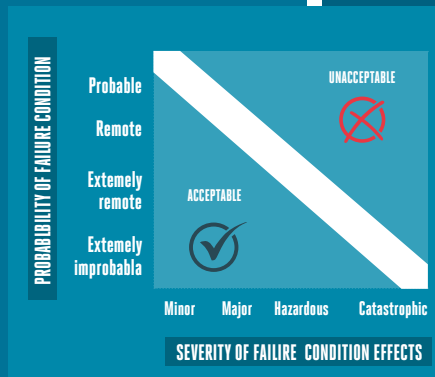 PROBABLBILITY OF FAILURE CONDITION
Probable
Remote
Extemely
remote
Extemely
improbabla
UNACCEPTABLE
ACCEPTABLE
Minor
Major
Hazardous
Catastrophic
SEVERITY OF FAILIRE CONDITION EFFECTS